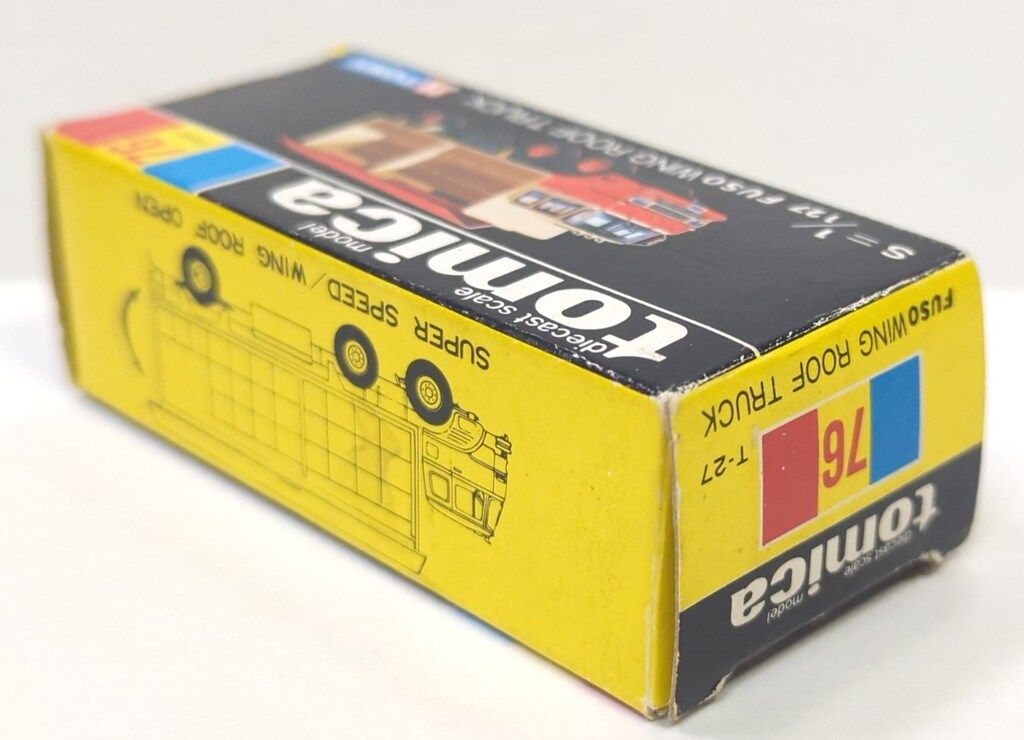 S=1/127 FUSO WING ROOF TRUCK
tomica
diecast scale model
76
SUPER SPEED/WING ROOF OPEN
FUSO WING ROOF TRUCK
T-27
76
tomica
diecast scale model